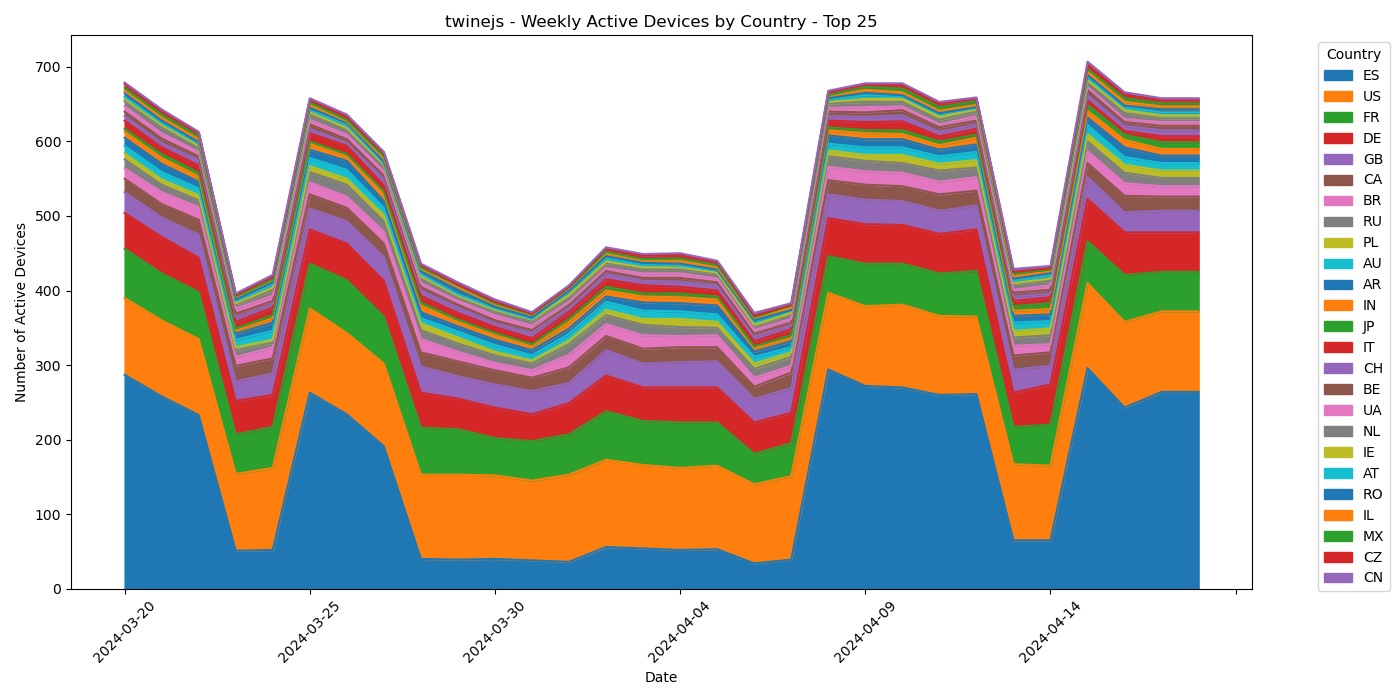 twinejs - Weekly Active Devices by Country - Top 25
Number of Active Devices
700
600
500
400
300
200
100
0
2024-03-20
2024-03-25
2024-03-30
2024-04-04
2024-04-09
2024-04-14
Date
Country
ES
US
FR
DE
GB
CA
BR
RU
PL
AU
AR
IN
JP
IT
CH
BE
UA
NL
IE
AT
RO
IL
MX
CZ
CN